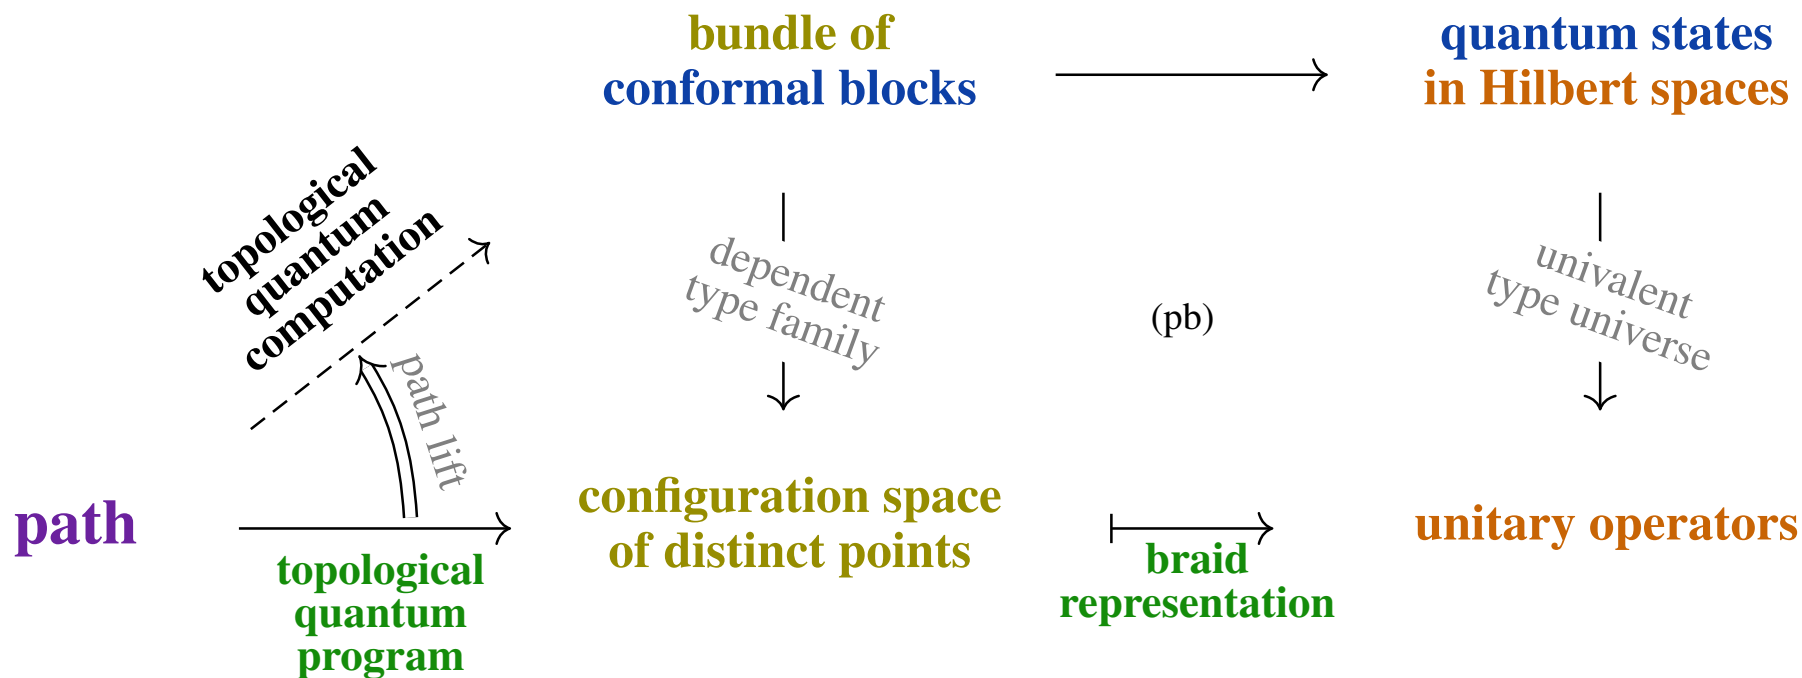 bundle of
conformal blocks
quantum states
in Hilbert spaces
topological
quantum
computation
dependent
type family
(pb)
univalent
type universe
path lift
path
configuration space
of distinct points
unitary operators
topological
quantum
program
braid
representation